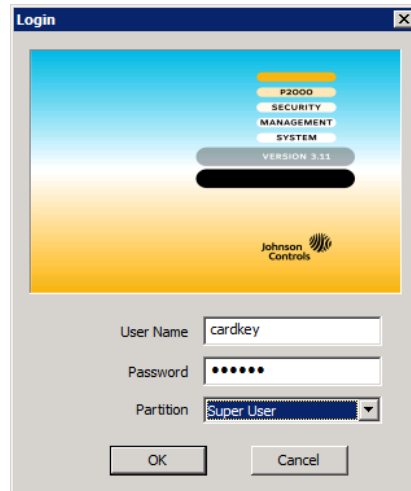 Login
P2000
SECURITY
MANAGEMENT
SYSTEM
VERSION 3.11
Johnson
Controls
User Name cardkey
Password ••••••
Partition Super User
OK Cancel